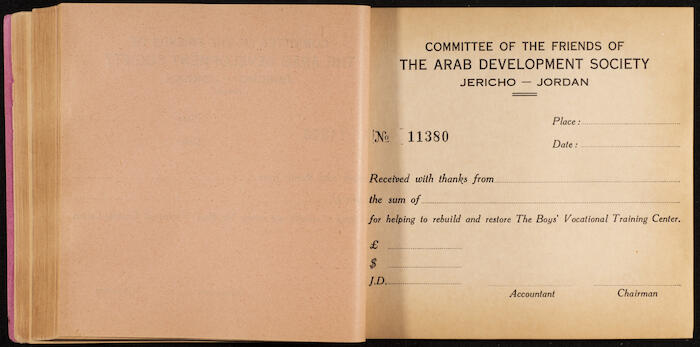 COMMITTEE OF THE FRIENDS OF
THE ARAB DEVELOPMENT SOCIETY
JERICHO — JORDAN
Place :
№ 11380
Date :
Received with thanks from
the sum of
for helping to rebuild and restore The Boys' Vocational Training Center.
£
$
J.D.
Accountant Chairman